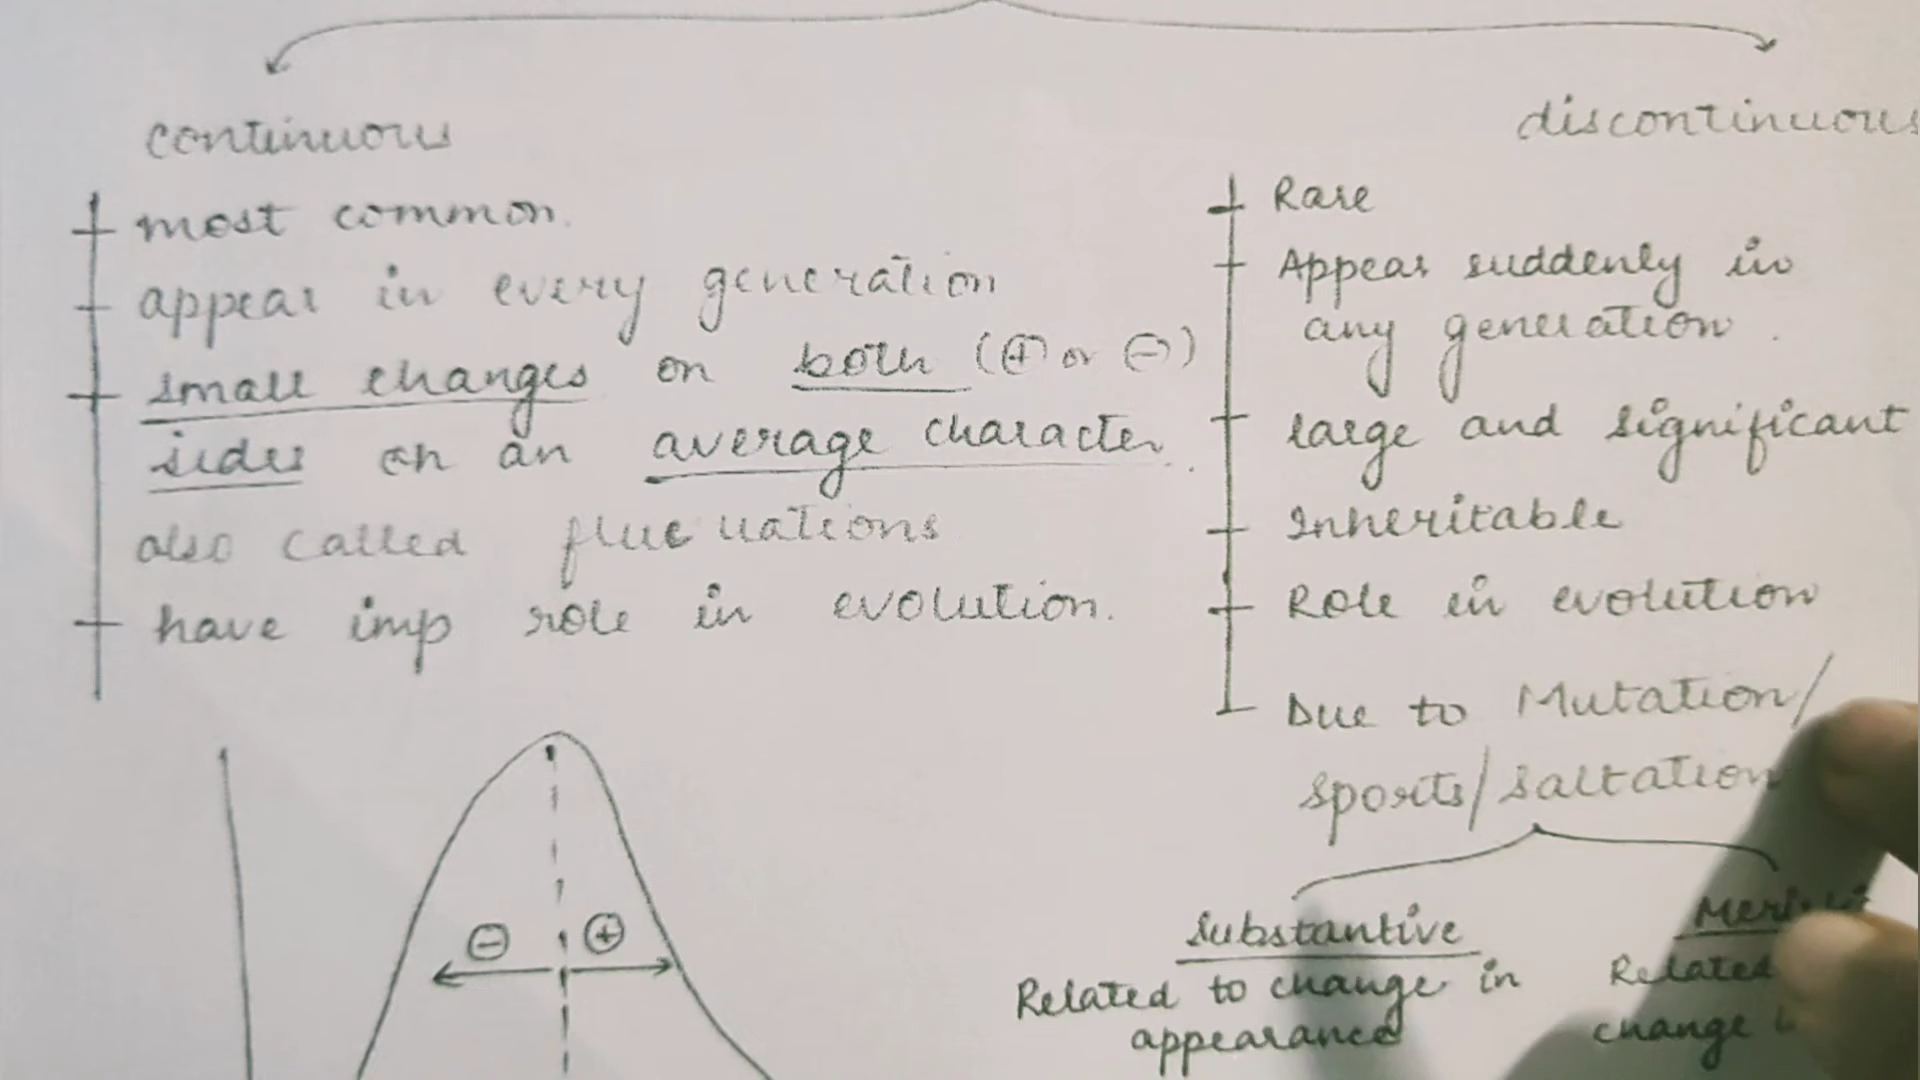 continuous
most common.
appear in every generation
small changes on both (+ or -)
sides on an average character.
also called fluctuations
have imp role in evolution.
- +
discontinuous
Rare
Appear suddenly in
any generation.
large and significant
Inheritable
Role in evolution
Due to Mutation/
sports/saltation
substantive
Related to change in
appearance
Related
change